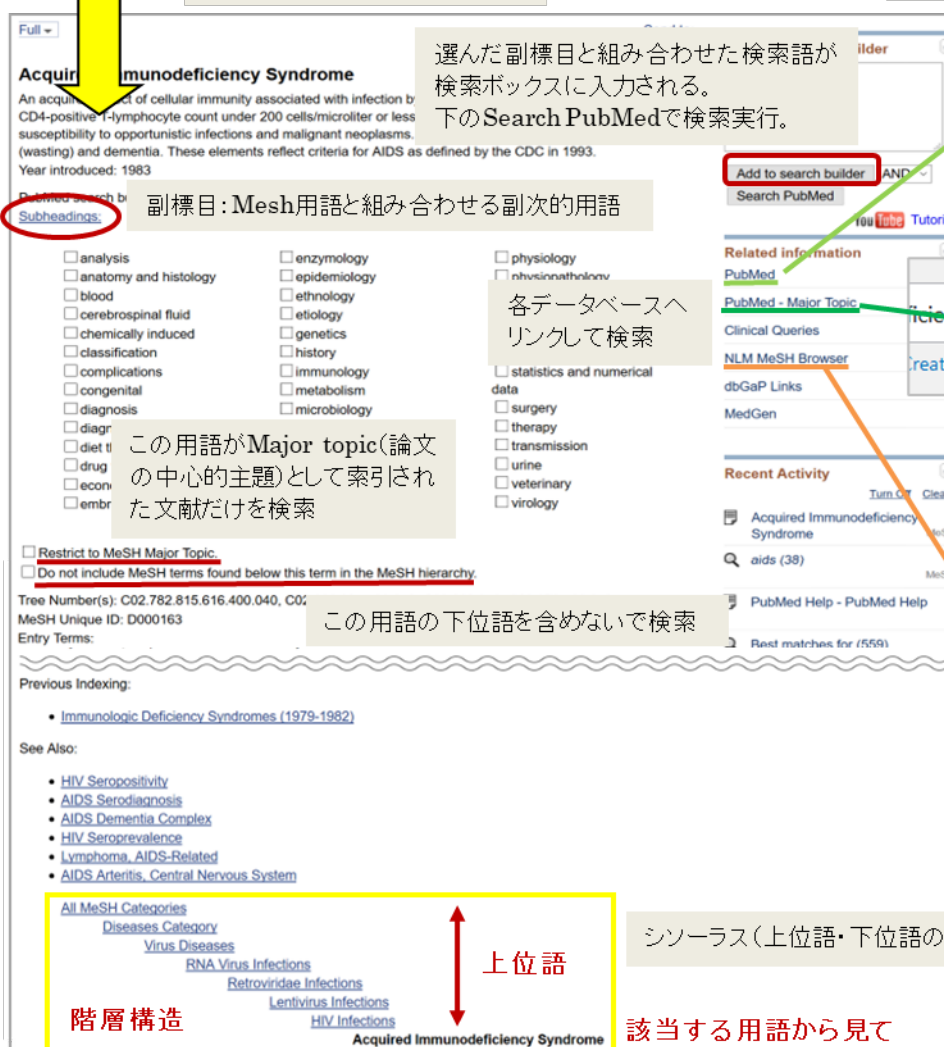 Full
選んだ副標目と組み合わせた検索語が
検索ボックスに入力される。
下のSearch PubMedで検索実行。
Syndrome
An
of cellular immunity associated with infection
CD4-positive T-lymphocyte count under 200 cells/microliter or less
susceptibility to opportunistic infections and malignant neoplasms.
(wasting) and dementia. These elements reflect criteria for AIDS as defined by the CDC in 1993.
Year introduced: 1983
PubMed search
Subheadings:
副標目：Mesh用語と組み合わせる副次的用語
Add to search builder AND
Search PubMed
You Tube
analysis
anatomy and histology
blood
cerebrospinal fluid
chemically induced
classification
complications
congenital
diagnosis
diet
drug
enzymology
epidemiology
ethnology
etiology
genetics
history
immunology
metabolism
microbiology
physiology
physiopathology
statistics and numerical
data
surgery
therapy
transmission
urine
veterinary
virology
各データベースへ
リンクして検索
この用語がMajor topic（論文
の中心的主題）として索引され
た文献だけを検索
Related information
PubMed
PubMed - Major Topic
Clinical Queries
NLM MeSH Browser
dbGaP Links
MedGen
Recent Activity
Turn Off
Acquired Immunodeficiency
Syndrome
aids (38)
PubMed Help - PubMed Help
Best matches for (559)
Restrict to MeSH Major Topic.
Do not include MeSH terms found below this term in the MeSH hierarchy.
Tree Number(s): C02.782.815.616.400.040,
MeSH Unique ID: D000163
Entry Terms:
この用語の下位語を含めないで検索
Previous Indexing:
• Immunologic Deficiency Syndromes (1979-1982)
See Also:
• HIV Seropositivity
• AIDS Serodiagnosis
• AIDS Dementia Complex
• HIV Seroprevalence
• Lymphoma, AIDS-Related
• AIDS Arteritis, Central Nervous System
All MeSH Categories
Diseases Category
Virus Diseases
RNA Virus Infections
Retroviridae Infections
Lentivirus Infections
HIV Infections
Acquired Immunodeficiency Syndrome
階層構造
上位語
シソーラス（上位語・下位語の
該当する用語から見て